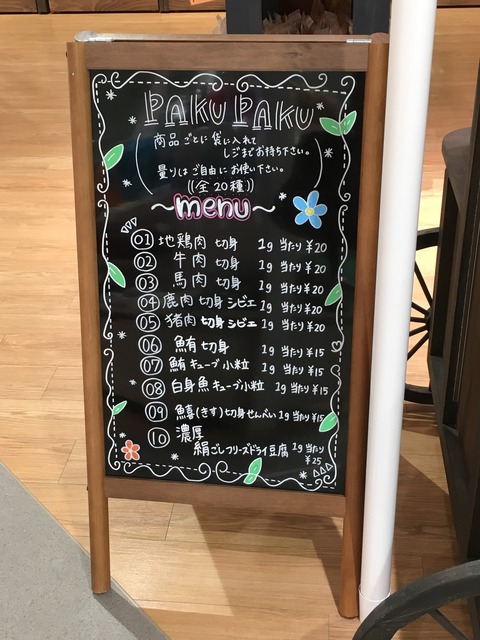 PAKU PAKU
商品ごとに袋に入れて
レジまでお持ち下さい。
量りはご自由にお使い下さい。
((全20種))
~menu~
01 地鶏肉 切身 1g 当たり ¥20
02 牛肉 切身 1g 当たり ¥20
03 馬肉 切身 1g 当たり ¥20
04 鹿肉 切身 シビエ 1g 当たり ¥20
05 猪肉 切身 シビエ 1g 当たり ¥20
06 鮪 切身 1g 当たり ¥15
07 鮪 キューブ 小粒 1g 当たり ¥15
08 白身魚 キューブ 小粒 1g 当たり ¥15
09 鱚(きす)切身せんべい 1g 当たり ¥15
10 濃厚
絹ごしフリーズドライ豆腐 1g 当たり
¥25